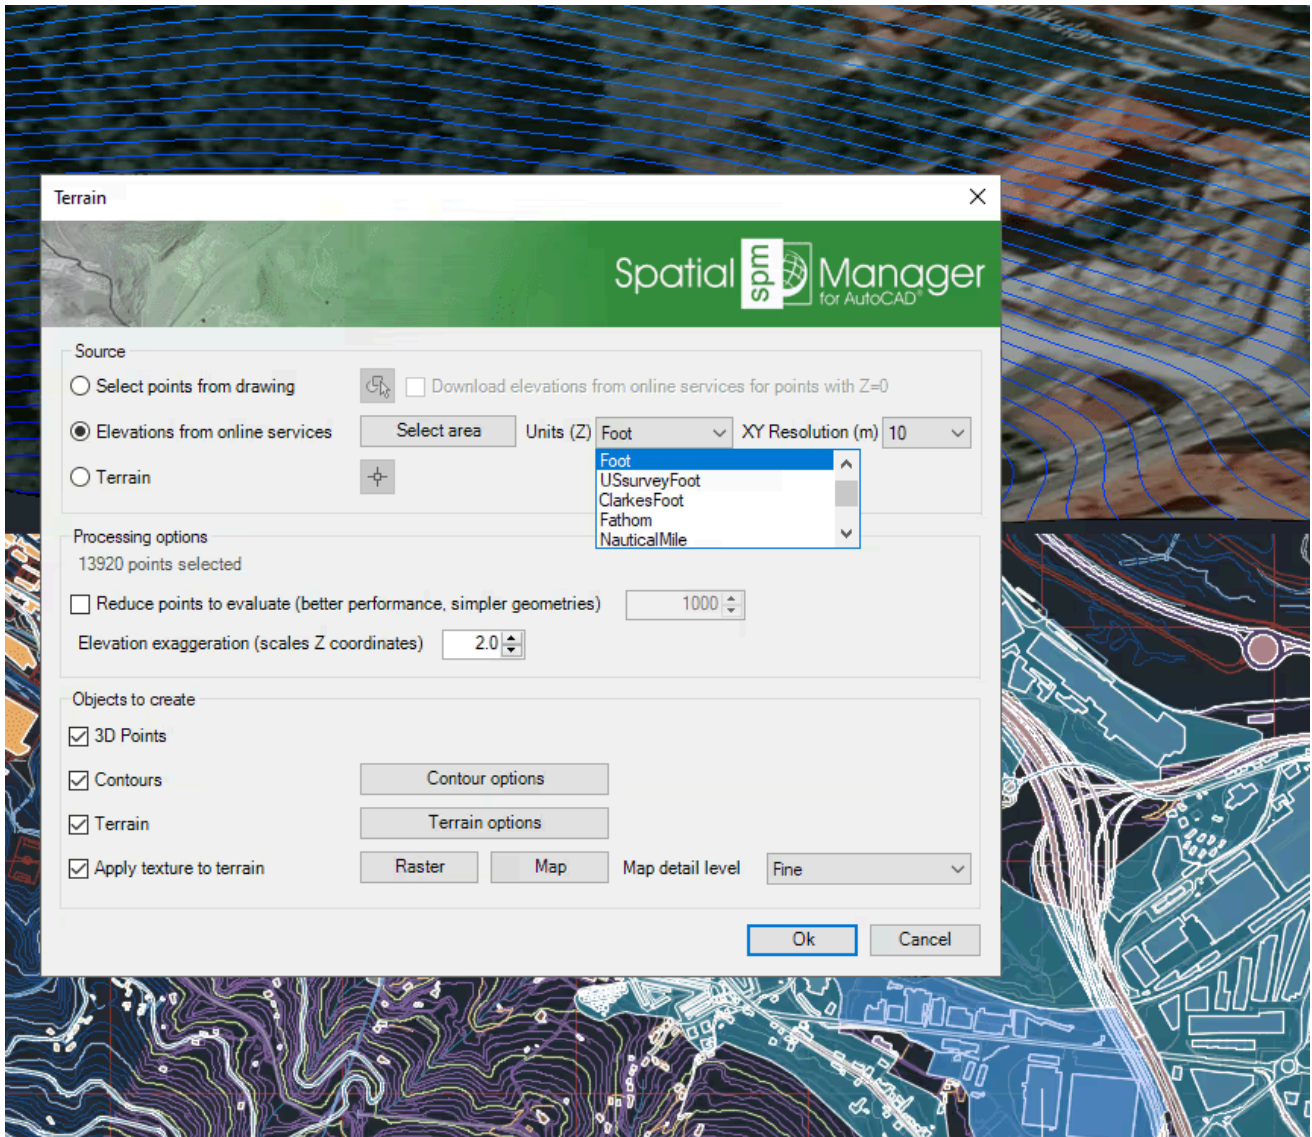 Terrain
Spatial spm Manager
for AutoCAD®
Source
Select points from drawing
Download elevations from online services for points with Z=0
Elevations from online services
Select area
Units (Z)
Foot
XY Resolution (m)
10
Foot
USsurveyFoot
ClarkesFoot
Fathom
NauticalMile
Terrain
Processing options
13920 points selected
Reduce points to evaluate (better performance, simpler geometries)
1000
Elevation exaggeration (scales Z coordinates)
2.0
Objects to create
3D Points
Contours
Contour options
Terrain
Terrain options
Apply texture to terrain
Raster
Map
Map detail level
Fine
Ok
Cancel